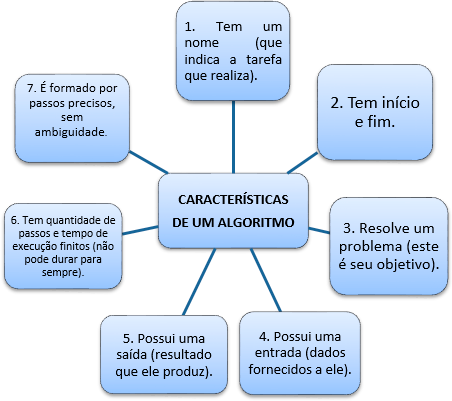 CARACTERÍSTICAS
DE UM ALGORITMO
1. Tem um
nome (que
indica a tarefa
que realiza).
2. Tem início
e fim.
3. Resolve um
problema (este
é seu objetivo).
4. Possui uma
entrada (dados
fornecidos a ele).
5. Possui uma
saída (resultado
que ele produz).
6. Tem quantidade de
passos e tempo de
execução finitos (não
pode durar para
sempre).
7. É formado por
passos precisos,
sem
ambiguidade.